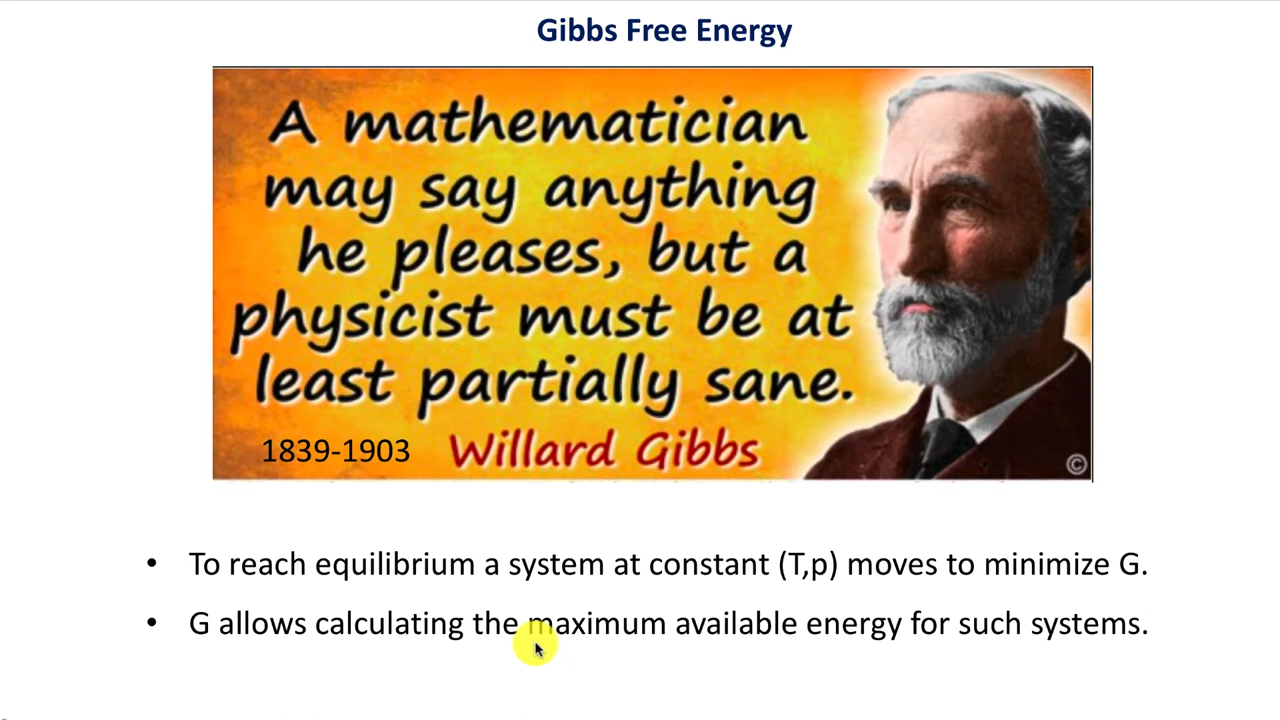 Gibbs Free Energy
A mathematician
may say anything
he pleases, but a
physicist must be at
least partially sane.
1839-1903 Willard Gibbs
©
• To reach equilibrium a system at constant (T,p) moves to minimize G.
• G allows calculating the maximum available energy for such systems.